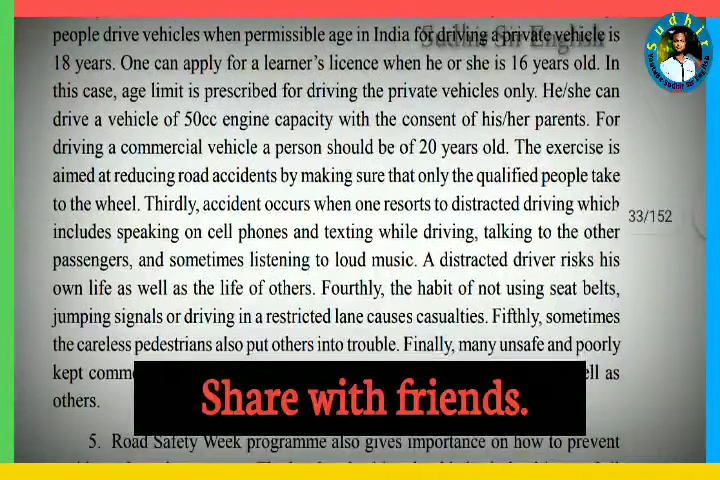 people drive vehicles when permissible age in India for driving a private vehicle is
Sudhir Sir English
18 years. One can apply for a learner's licence when he or she is 16 years old. In
this case, age limit is prescribed for driving the private vehicles only. He/she can
drive a vehicle of 50cc engine capacity with the consent of his/her parents. For
driving a commercial vehicle a person should be of 20 years old. The exercise is
aimed at reducing road accidents by making sure that only the qualified people take
to the wheel. Thirdly, accident occurs when one resorts to distracted driving which
includes speaking on cell phones and texting while driving, talking to the other
passengers, and sometimes listening to loud music. A distracted driver risks his
own life as well as the life of others. Fourthly, the habit of not using seat belts,
jumping signals or driving in a restricted lane causes casualties. Fifthly, sometimes
the careless pedestrians also put others into trouble. Finally, many unsafe and poorly
kept as
others.
5. Road Safety Week programme also gives importance on how to prevent
33/152
Share with friends.
Sudhir
Youtube Sudhir Sir English